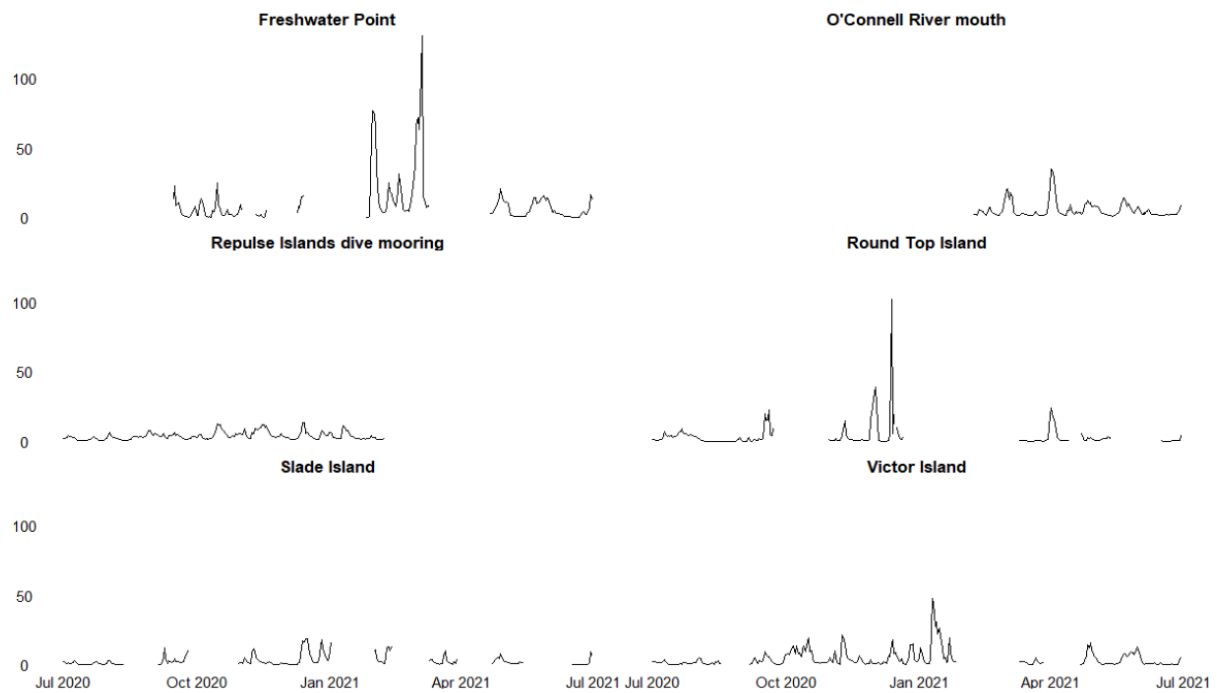 Freshwater Point O'Connell River mouth
100
50
0
Repulse Islands dive mooring Round Top Island
100
50
0
Slade Island Victor Island
100
50
0
Jul 2020 Oct 2020 Jan 2021 Apr 2021 Jul 2021 Jul 2020 Oct 2020 Jan 2021 Apr 2021 Jul 2021